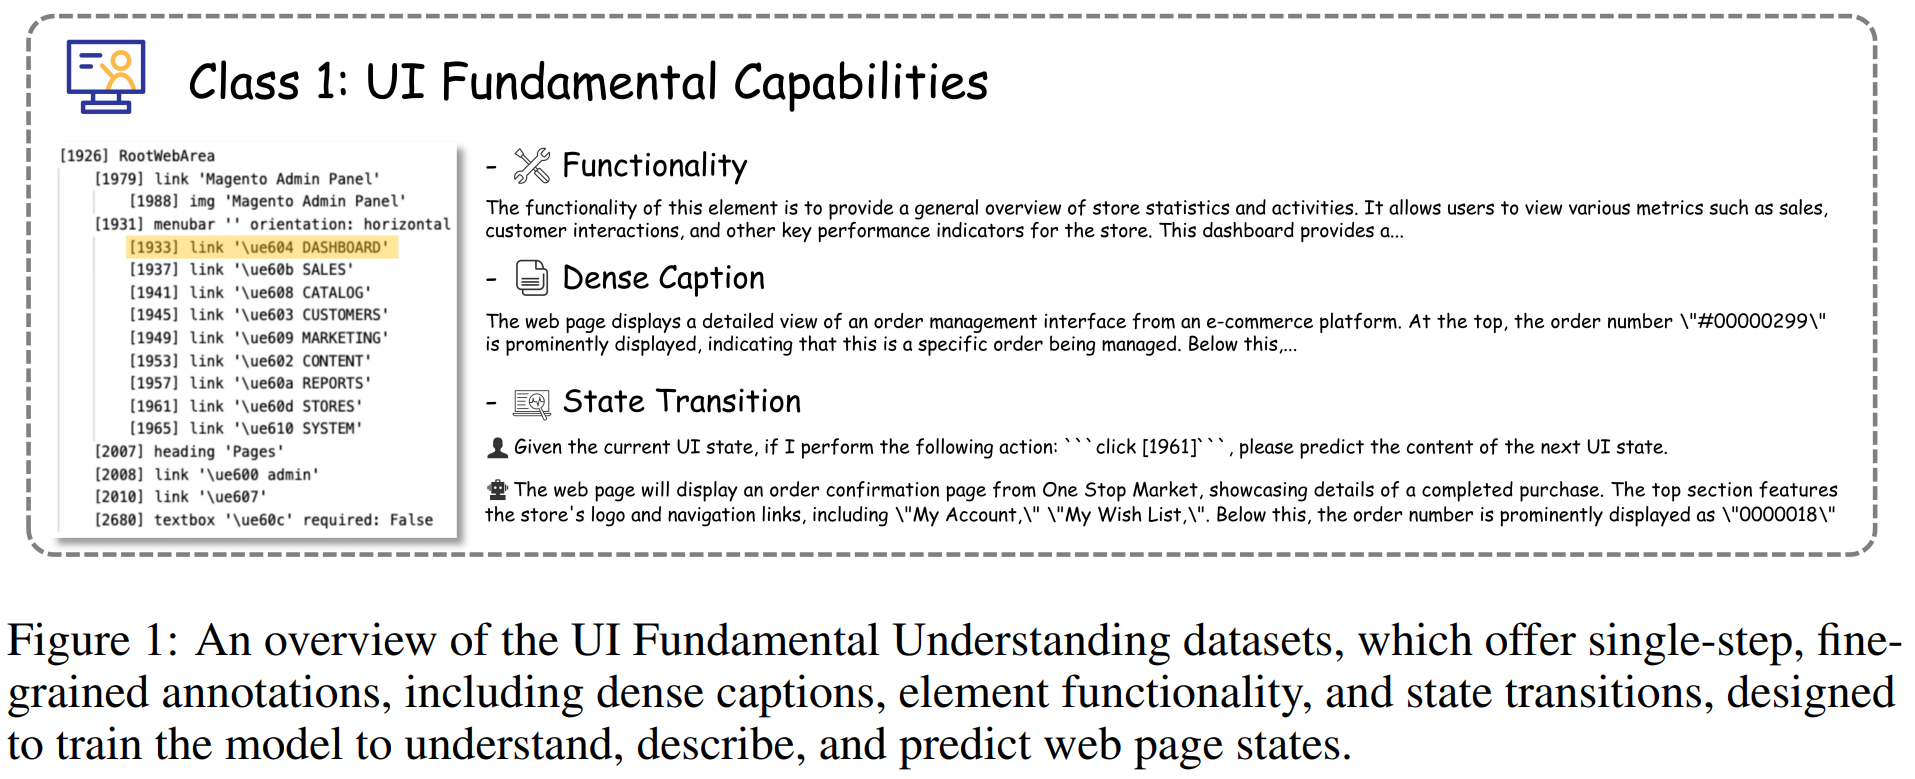 Class 1: UI Fundamental Capabilities
[1926] RootWebArea
[1979] link 'Magento Admin Panel'
[1988] img 'Magento Admin Panel'
[1931] menubar '' orientation: horizontal
[1933] link '\ue604 DASHBOARD'
[1937] link '\ue60b SALES'
[1941] link '\ue608 CATALOG'
[1945] link '\ue603 CUSTOMERS'
[1949] link '\ue609 MARKETING'
[1953] link '\ue602 CONTENT'
[1957] link '\ue60a REPORTS'
[1961] link '\ue60d STORES'
[1965] link '\ue610 SYSTEM'
[2007] heading 'Pages'
[2008] link '\ue600 admin'
[2010] link '\ue607'
[2680] textbox '\ue60c' required: False
- Functionality
The functionality of this element is to provide a general overview of store statistics and activities. It allows users to view various metrics such as sales,
customer interactions, and other key performance indicators for the store. This dashboard provides a...
- Dense Caption
The web page displays a detailed view of an order management interface from an e-commerce platform. At the top, the order number \"#00000299\"
is prominently displayed, indicating that this is a specific order being managed. Below this,...
- State Transition
Given the current UI state, if I perform the following action: ```click [1961]```, please predict the content of the next UI state.
The web page will display an order confirmation page from One Stop Market, showcasing details of a completed purchase. The top section features
the store's logo and navigation links, including \"My Account,\" \"My Wish List,\". Below this, the order number is prominently displayed as \"0000018\"
Figure 1: An overview of the UI Fundamental Understanding datasets, which offer single-step, fine-
grained annotations, including dense captions, element functionality, and state transitions, designed
to train the model to understand, describe, and predict web page states.